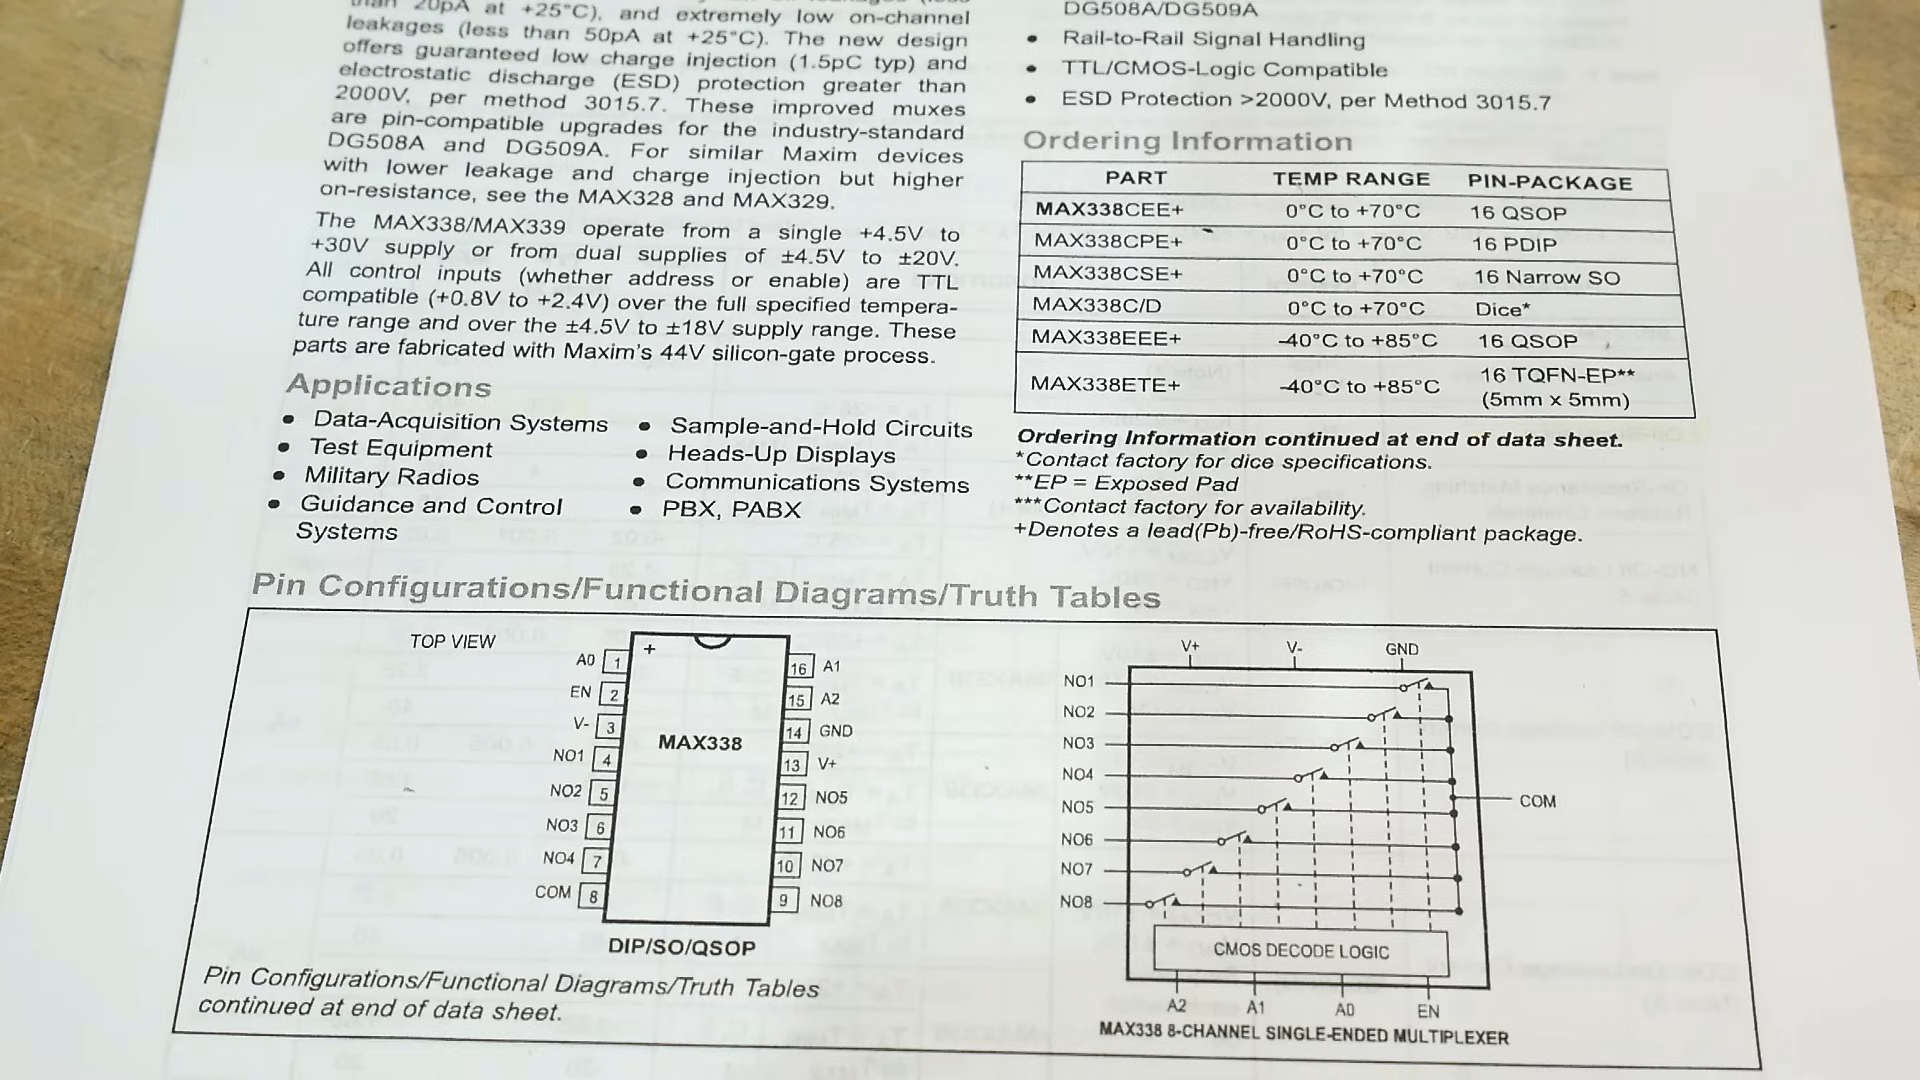 than 20pA at +25°C), and extremely low on-channel
leakages (less than 50pA at +25°C). The new design
offers guaranteed low charge injection (1.5pC typ) and
electrostatic discharge (ESD) protection greater than
2000V, per method 3015.7. These improved muxes
are pin-compatible upgrades for the industry-standard
DG508A and DG509A. For similar Maxim devices
with lower leakage and charge injection but higher
on-resistance, see the MAX328 and MAX329.
The MAX338/MAX339 operate from a single +4.5V to
+30V supply or from dual supplies of ±4.5V to ±20V.
All control inputs (whether address or enable) are TTL
compatible (+0.8V to +2.4V) over the full specified tempera-
ture range and over the ±4.5V to ±18V supply range. These
parts are fabricated with Maxim's 44V silicon-gate process.
Applications
• Data-Acquisition Systems
• Test Equipment
• Military Radios
• Guidance and Control
Systems
• Sample-and-Hold Circuits
• Heads-Up Displays
• Communications Systems
• PBX, PABX
DG508A/DG509A
• Rail-to-Rail Signal Handling
• TTL/CMOS-Logic Compatible
• ESD Protection >2000V, per Method 3015.7
Ordering Information
PART TEMP RANGE PIN-PACKAGE
MAX338CEE+ 0°C to +70°C 16 QSOP
MAX338CPE+ 0°C to +70°C 16 PDIP
MAX338CSE+ 0°C to +70°C 16 Narrow SO
MAX338C/D 0°C to +70°C Dice*
MAX338EEE+ -40°C to +85°C 16 QSOP
MAX338ETE+ -40°C to +85°C 16 TQFN-EP**
(5mm x 5mm)
Ordering Information continued at end of data sheet.
*Contact factory for dice specifications.
**EP = Exposed Pad
***Contact factory for availability.
+Denotes a lead(Pb)-free/RoHS-compliant package.
Pin Configurations/Functional Diagrams/Truth Tables
TOP VIEW
+
A0 1 16 A1
EN 2 15 A2
V- 3 14 GND
MAX338
NO1 4 13 V+
NO2 5 12 NO5
NO3 6 11 NO6
NO4 7 10 NO7
COM 8 9 NO8
DIP/SO/QSOP
Pin Configurations/Functional Diagrams/Truth Tables
continued at end of data sheet.
V+ V- GND
NO1
NO2
NO3
NO4
COM
NO5
NO6
NO7
NO8
CMOS DECODE LOGIC
A2 A1 A0 EN
MAX338 8-CHANNEL SINGLE-ENDED MULTIPLEXER